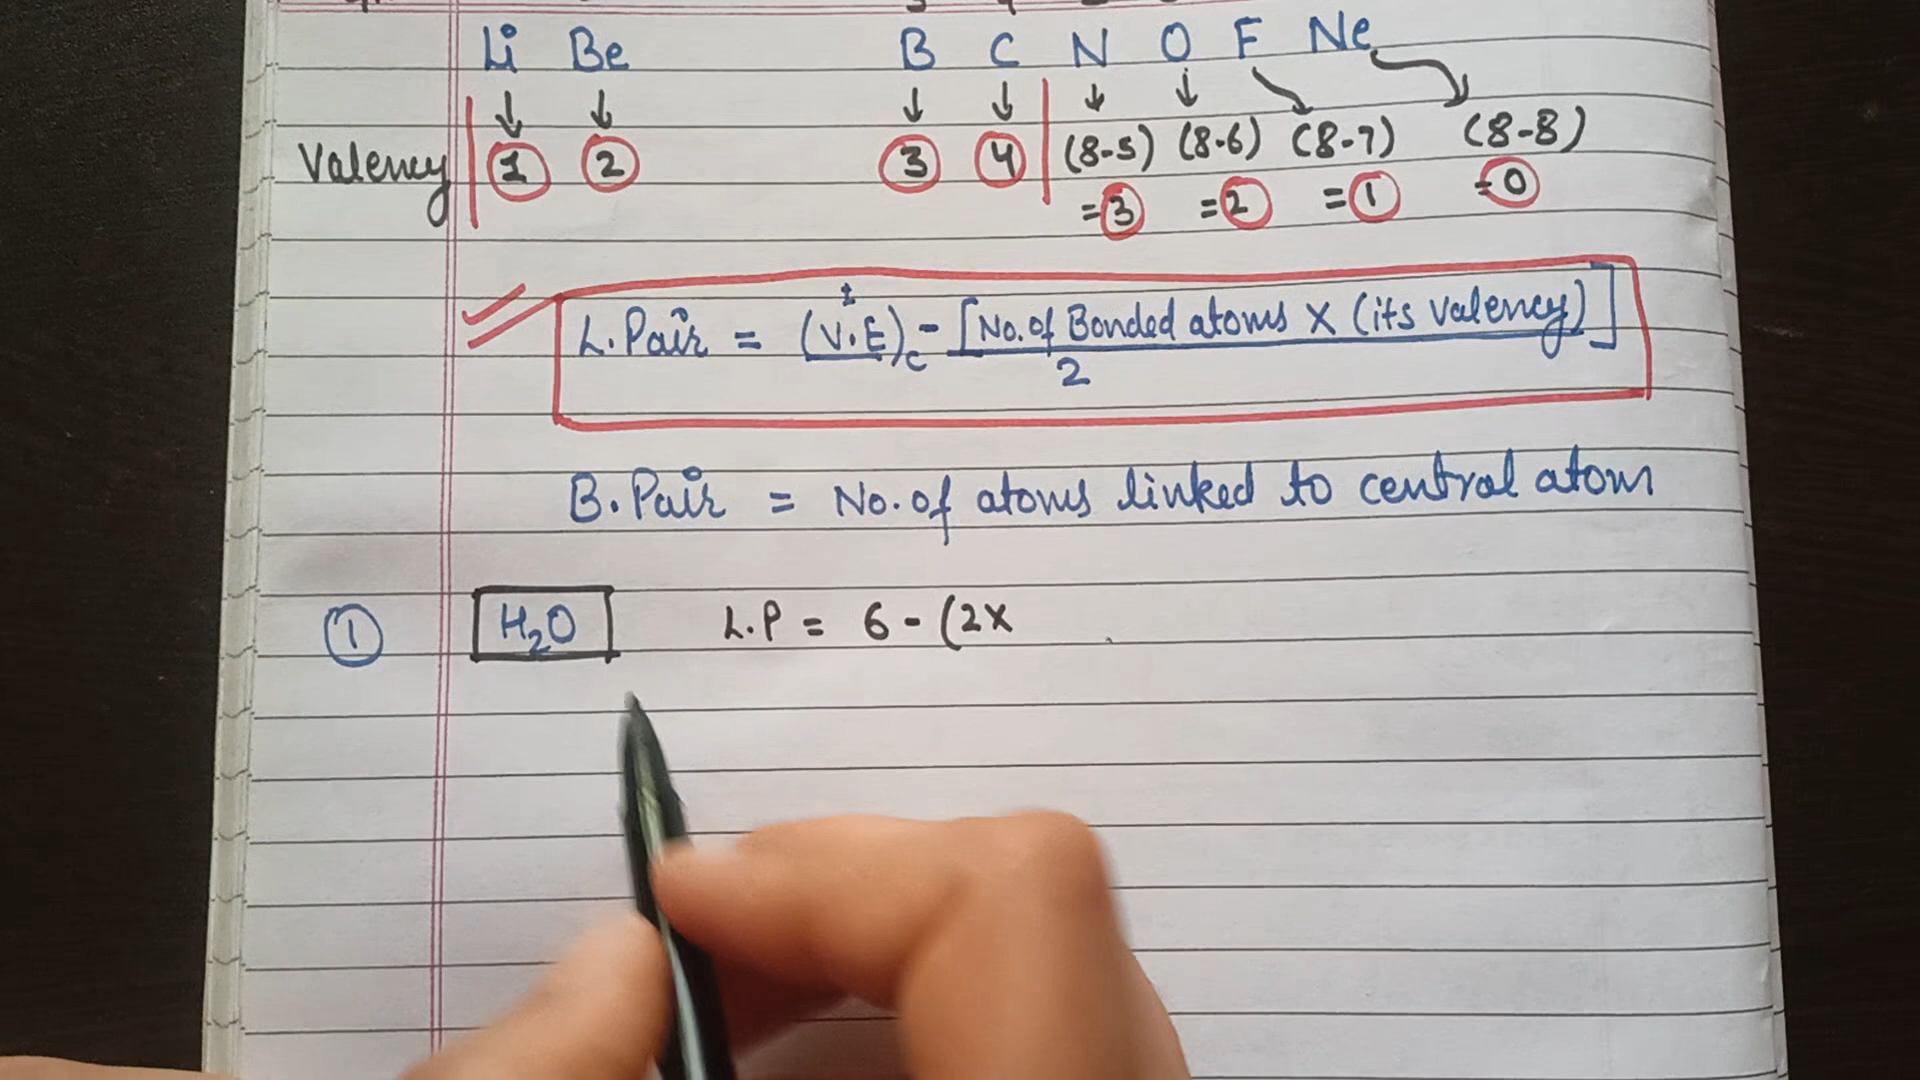 Li Be B C N O F Ne
Valency 1 2 3 4 (8-5) (8-6) (8-7) (8-8)
=3 =2 =1 =0
L.Pair = (V.E)c - [No. of Bonded atoms X (its valency)]
2
B.Pair = No. of atoms linked to central atom
1 H2O L.P = 6 - (2X